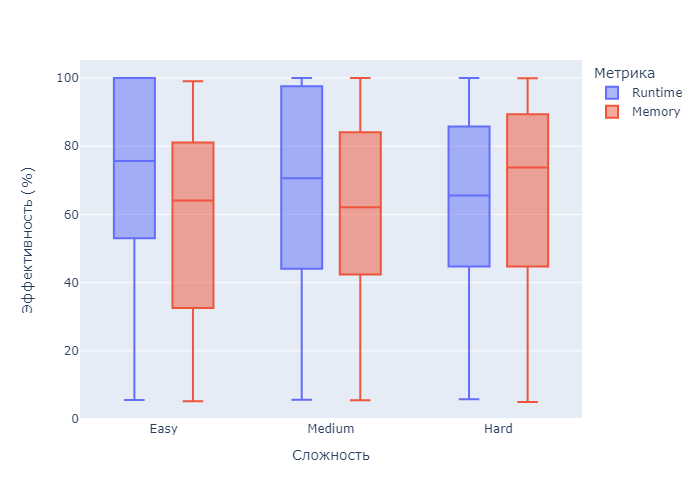 Метрика
Runtime
Memory
Эффективность (%)
100
80
60
40
20
0
Easy
Medium
Hard
Сложность